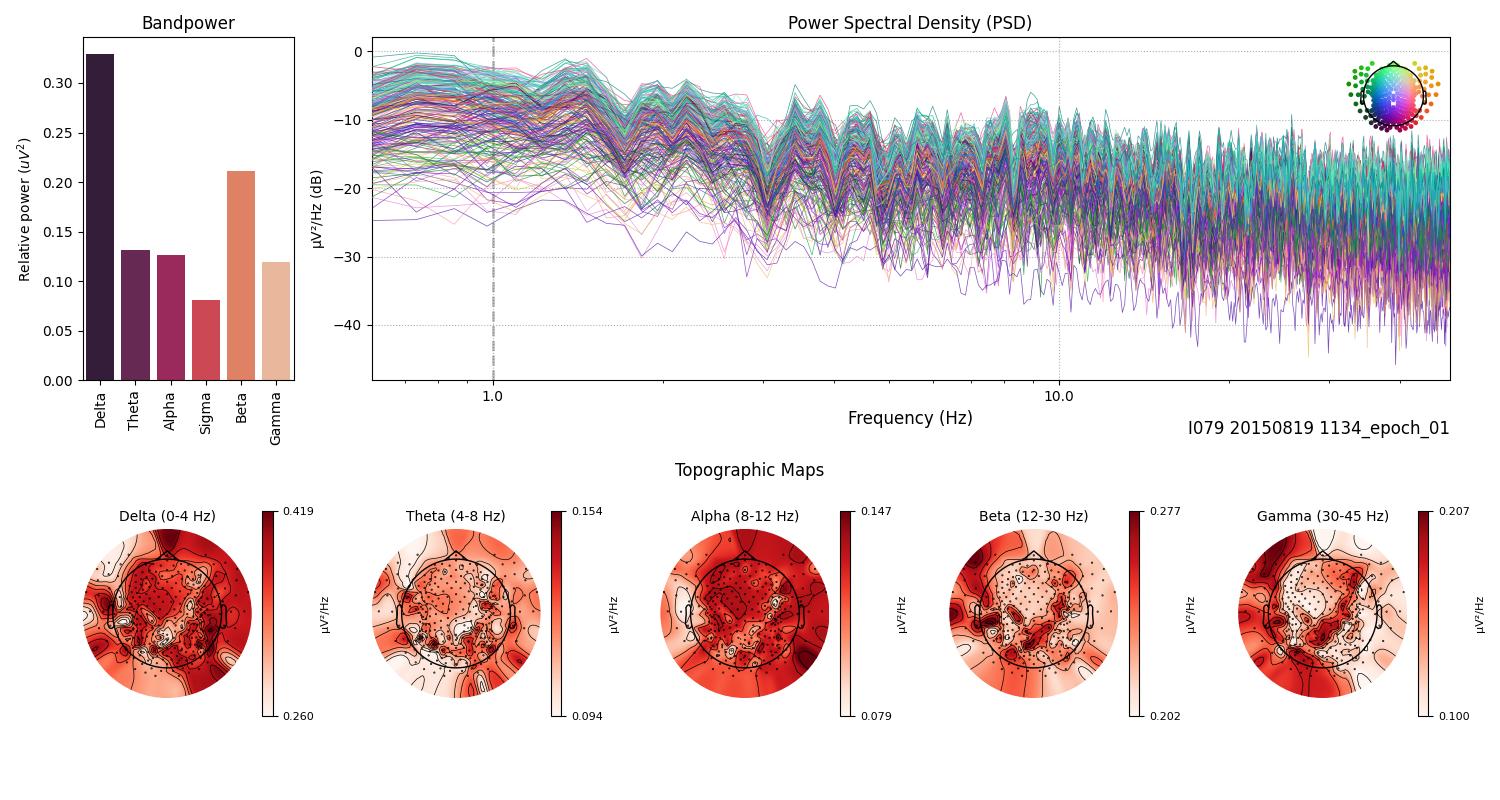 Bandpower
Power Spectral Density (PSD)
Relative power (uV²)
0.30
0.25
0.20
0.15
0.10
0.05
0.00
Delta
Theta
Alpha
Sigma
Beta
Gamma
µV²/Hz (dB)
0
−10
−20
−30
−40
1.0
10.0
Frequency (Hz)
I079 20150819 1134_epoch_01
Topographic Maps
Delta (0-4 Hz)
0.419
0.260
µV²/Hz
Theta (4-8 Hz)
0.154
0.094
µV²/Hz
Alpha (8-12 Hz)
0.147
0.079
µV²/Hz
Beta (12-30 Hz)
0.277
0.202
µV²/Hz
Gamma (30-45 Hz)
0.207
0.100
µV²/Hz